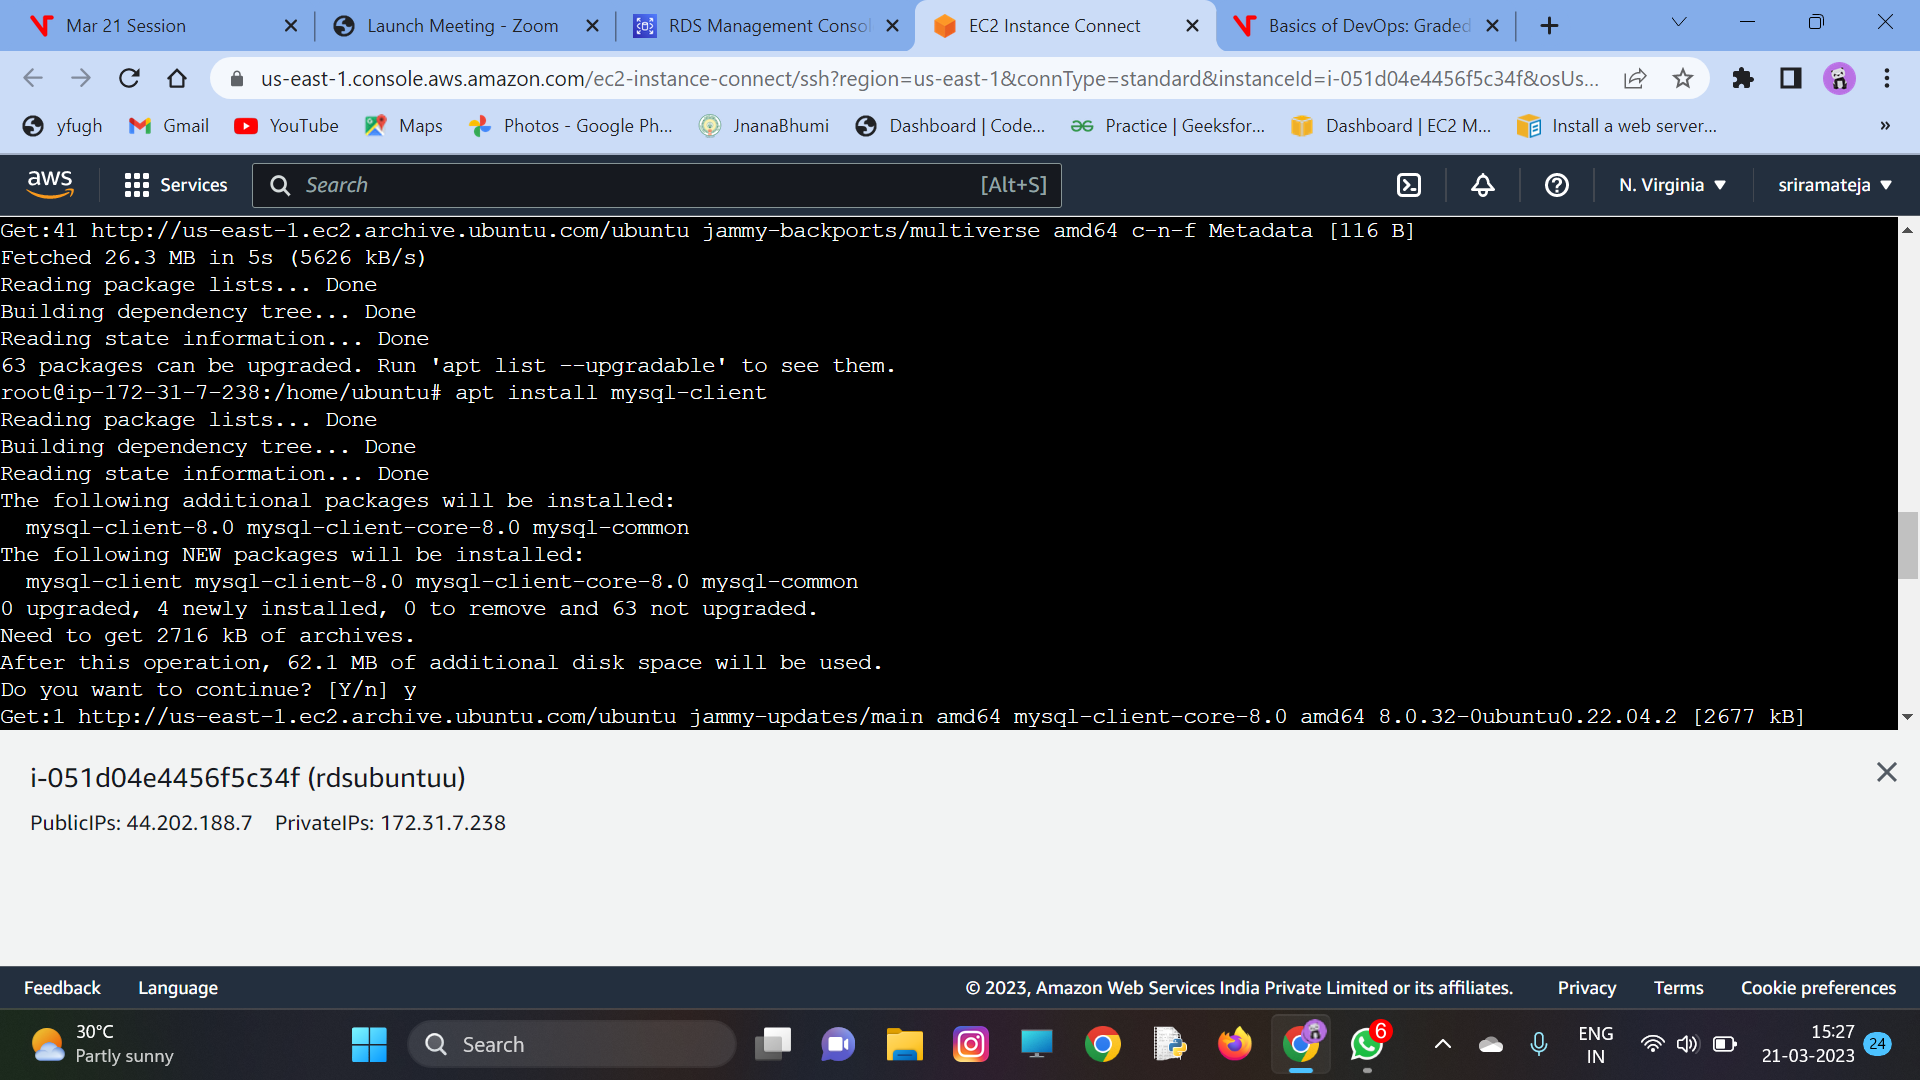 Mar 21 Session
Launch Meeting - Zoom
RDS Management Consol
EC2 Instance Connect
Basics of DevOps: Graded
us-east-1.console.aws.amazon.com/ec2-instance-connect/ssh?region=us-east-1&connType=standard&instanceId=i-051d04e4456f5c34f&osUs...
yfugh
Gmail
YouTube
Maps
Photos - Google Ph...
JnanaBhumi
Dashboard | Code...
Practice | Geeksfor...
Dashboard | EC2 M...
Install a web server...
»
aws
Services
Search
[Alt+S]
N. Virginia
sriramateja
Get:41 http://us-east-1.ec2.archive.ubuntu.com/ubuntu jammy-backports/multiverse amd64 c-n-f Metadata [116 B]
Fetched 26.3 MB in 5s (5626 kB/s)
Reading package lists... Done
Building dependency tree... Done
Reading state information... Done
63 packages can be upgraded. Run 'apt list --upgradable' to see them.
root@ip-172-31-7-238:/home/ubuntu# apt install mysql-client
Reading package lists... Done
Building dependency tree... Done
Reading state information... Done
The following additional packages will be installed:
  mysql-client-8.0 mysql-client-core-8.0 mysql-common
The following NEW packages will be installed:
  mysql-client mysql-client-8.0 mysql-client-core-8.0 mysql-common
0 upgraded, 4 newly installed, 0 to remove and 63 not upgraded.
Need to get 2716 kB of archives.
After this operation, 62.1 MB of additional disk space will be used.
Do you want to continue? [Y/n] y
Get:1 http://us-east-1.ec2.archive.ubuntu.com/ubuntu jammy-updates/main amd64 mysql-client-core-8.0 amd64 8.0.32-0ubuntu0.22.04.2 [2677 kB]
i-051d04e4456f5c34f (rdsubuntuu)
PublicIPs: 44.202.188.7 PrivateIPs: 172.31.7.238
Feedback
Language
© 2023, Amazon Web Services India Private Limited or its affiliates.
Privacy
Terms
Cookie preferences
30°C
Partly sunny
Search
6
ENG
IN
15:27
21-03-2023
24